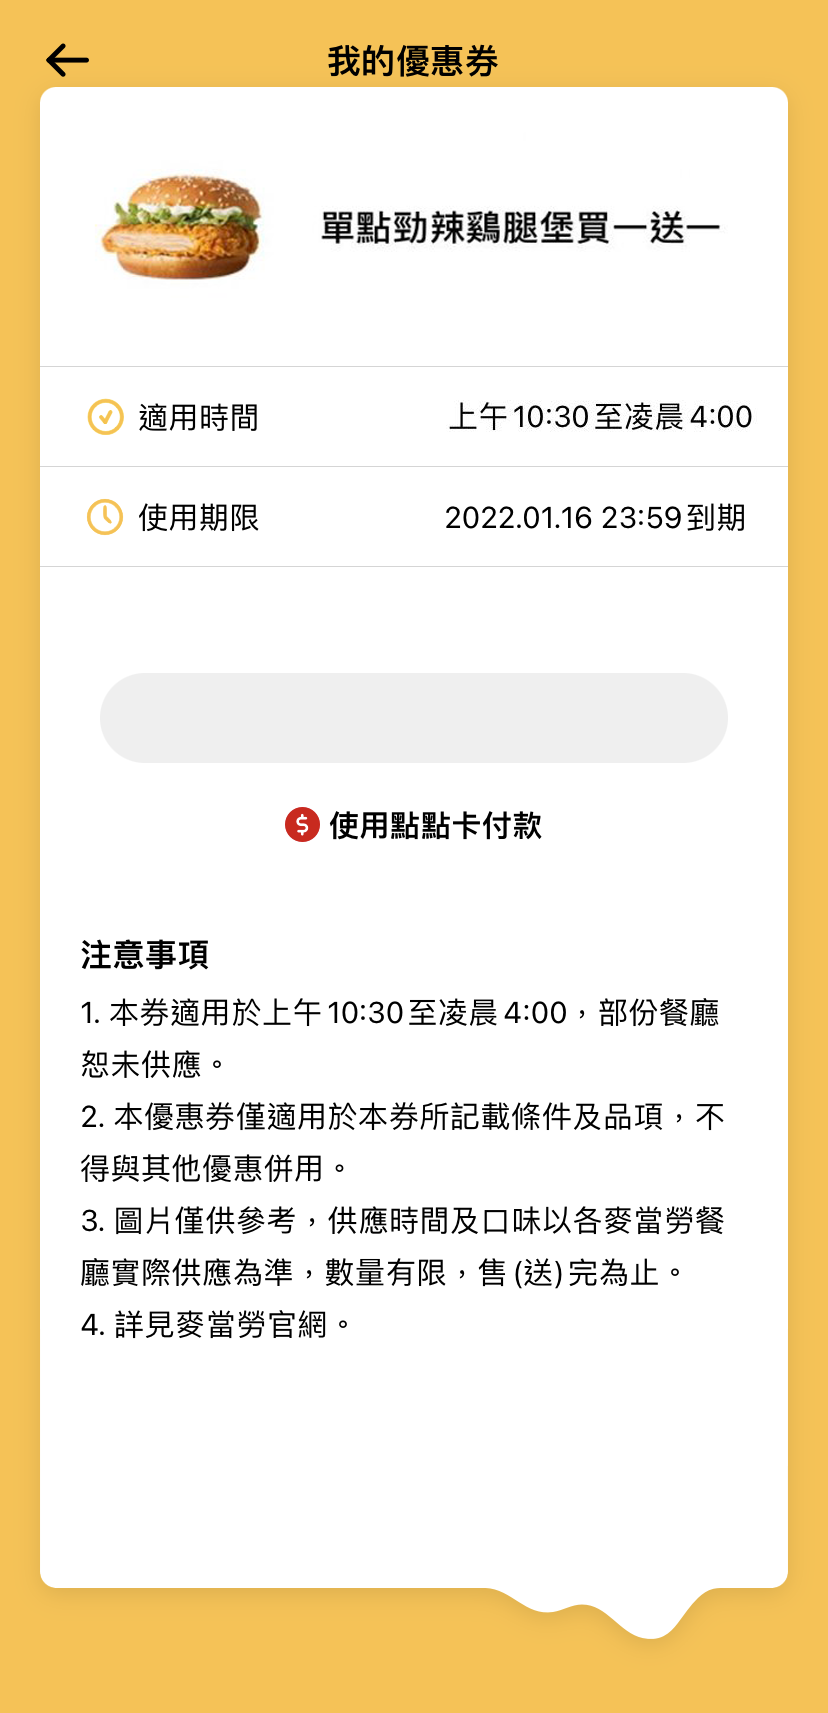 我的優惠券
單點勁辣鷄腿堡買一送一
適用時間 上午10:30至凌晨4:00
使用期限 2022.01.16 23:59到期
$ 使用點點卡付款
注意事項
1. 本券適用於上午10:30至凌晨4:00，部份餐廳
恕未供應。
2. 本優惠券僅適用於本券所記載條件及品項，不
得與其他優惠併用。
3. 圖片僅供參考，供應時間及口味以各麥當勞餐
廳實際供應為準，數量有限，售(送)完為止。
4. 詳見麥當勞官網。